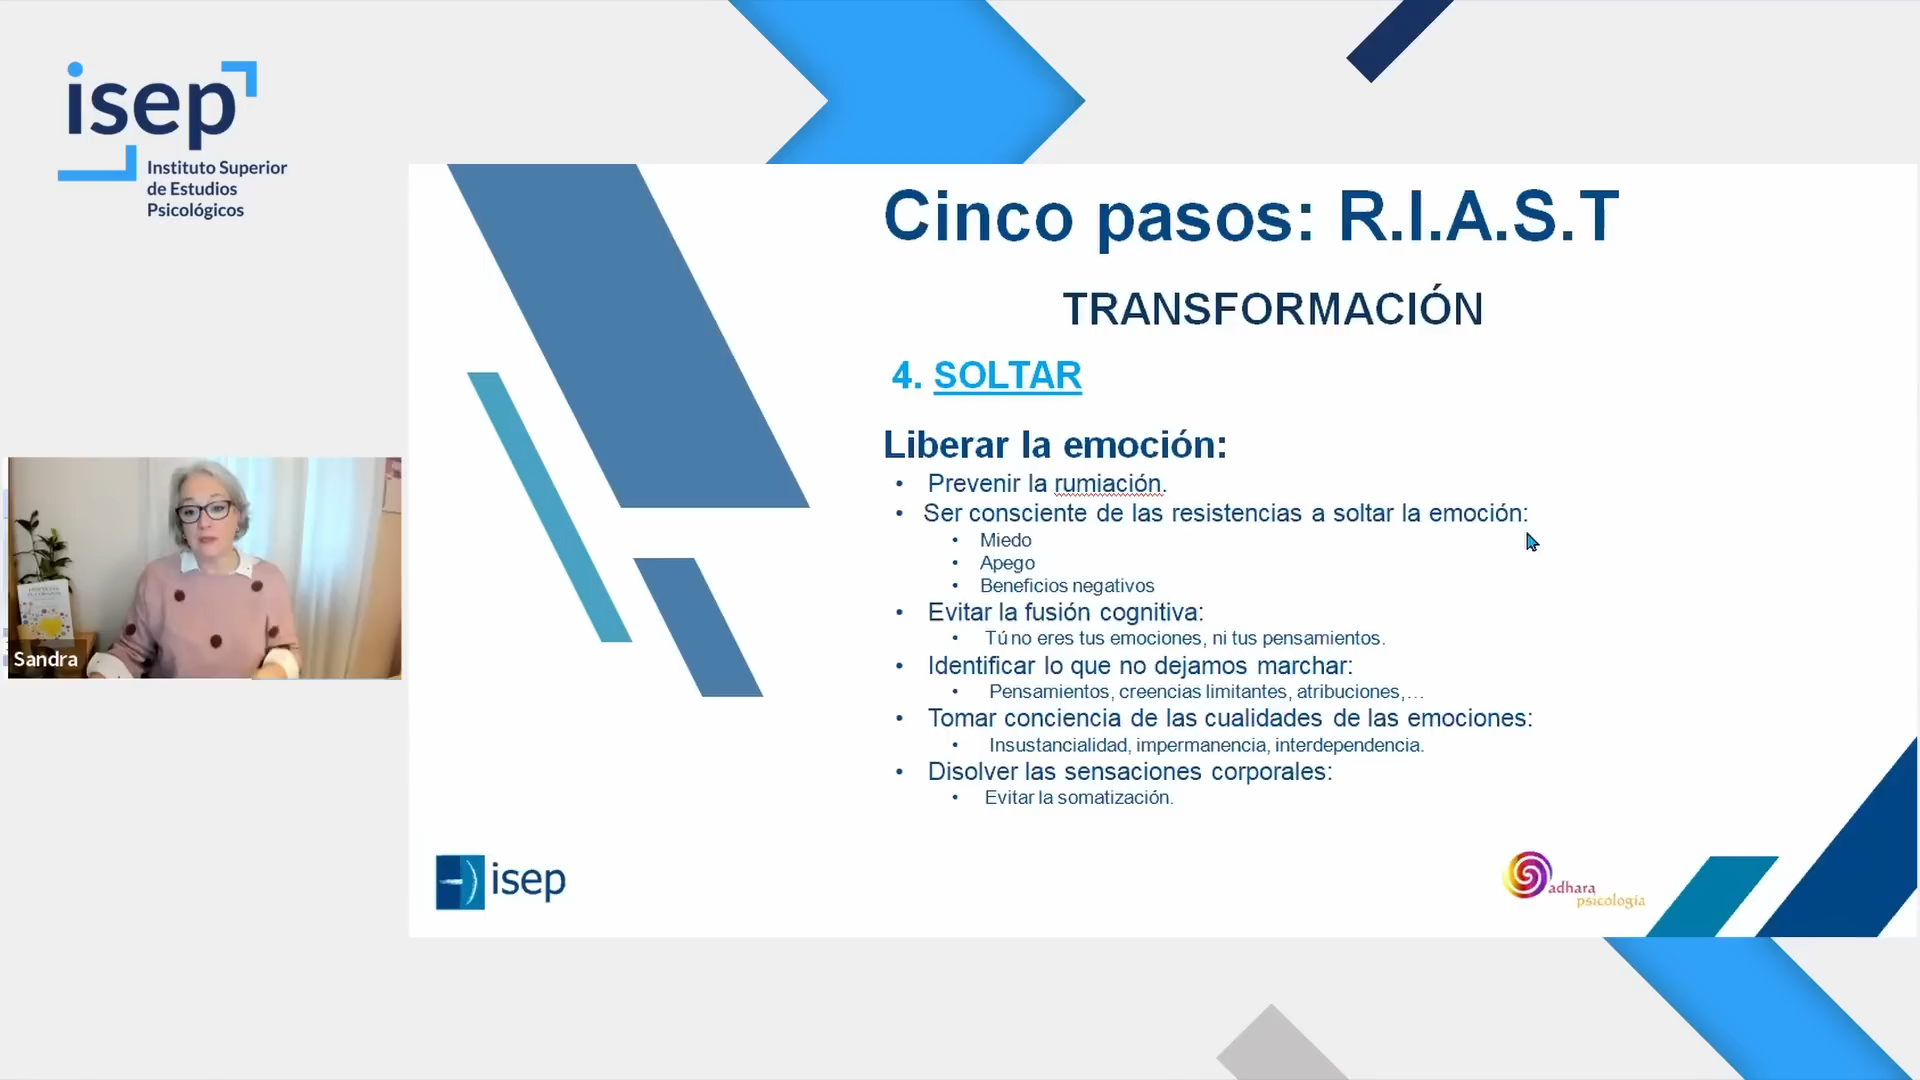 isep
Instituto Superior
de Estudios
Psicológicos
Cinco pasos: R.I.A.S.T
TRANSFORMACIÓN
4. SOLTAR
Liberar la emoción:
• Prevenir la rumiación.
• Ser consciente de las resistencias a soltar la emoción:
• Miedo
• Apego
• Beneficios negativos
• Evitar la fusión cognitiva:
• Tú no eres tus emociones, ni tus pensamientos.
• Identificar lo que no dejamos marchar:
• Pensamientos, creencias limitantes, atribuciones,…
• Tomar conciencia de las cualidades de las emociones:
• Insustancialidad, impermanencia, interdependencia.
• Disolver las sensaciones corporales:
• Evitar la somatización.
Sandra
isep
adhara
psicología